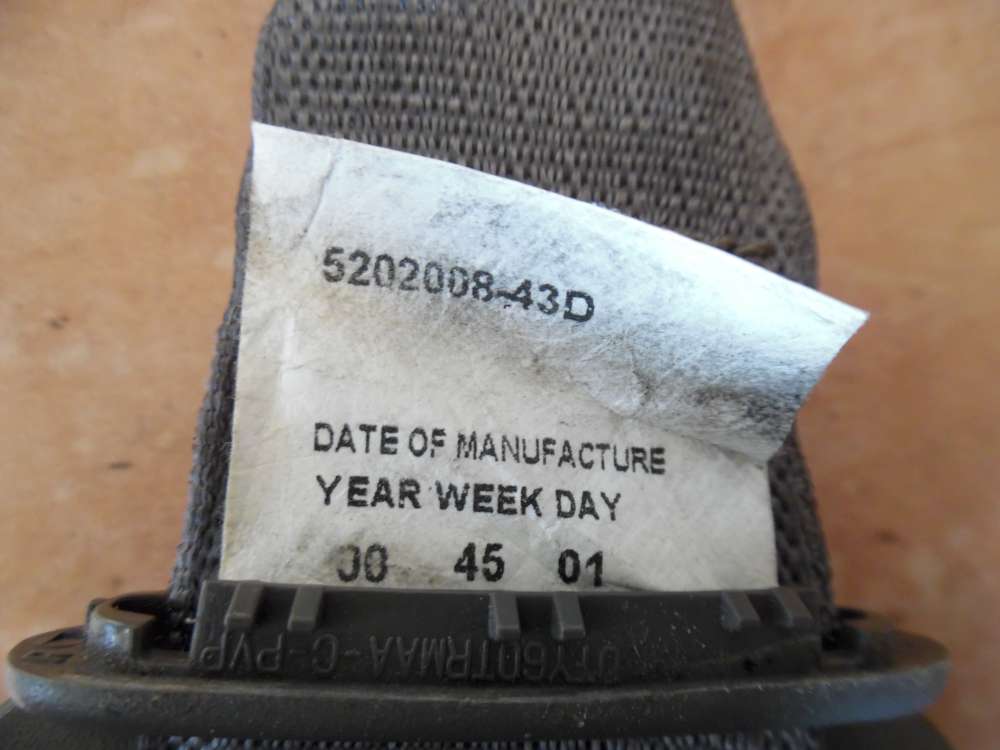 5202008-43D
DATE OF MANUFACTURE
YEAR WEEK DAY
00 45 01